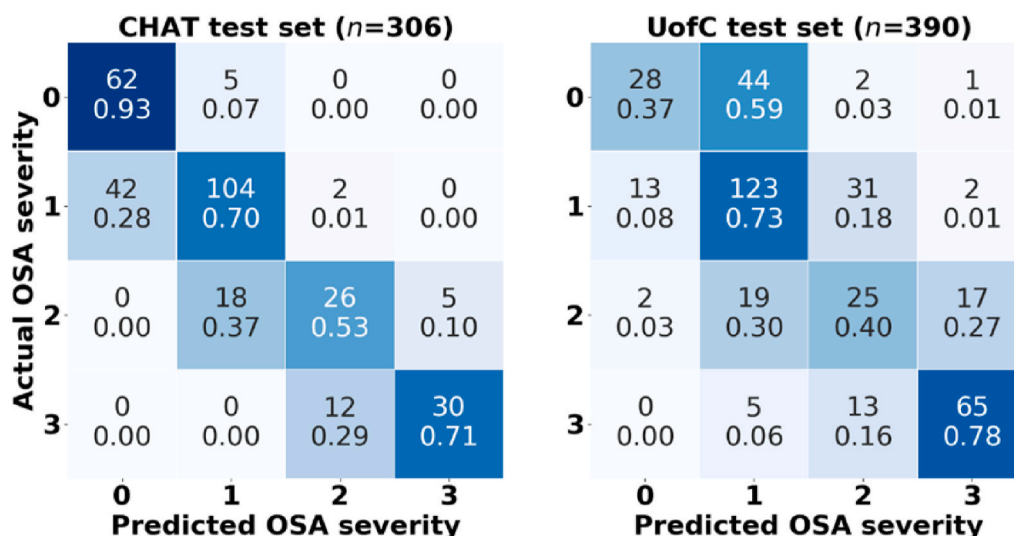 CHAT test set (n=306)
Actual OSA severity
0
62 5 0 0
0.93 0.07 0.00 0.00
1
42 104 2 0
0.28 0.70 0.01 0.00
2
0 18 26 5
0.00 0.37 0.53 0.10
3
0 0 12 30
0.00 0.00 0.29 0.71
0 1 2 3
Predicted OSA severity
UofC test set (n=390)
0
28 44 2 1
0.37 0.59 0.03 0.01
1
13 123 31 2
0.08 0.73 0.18 0.01
2
2 19 25 17
0.03 0.30 0.40 0.27
3
0 5 13 65
0.00 0.06 0.16 0.78
0 1 2 3
Predicted OSA severity